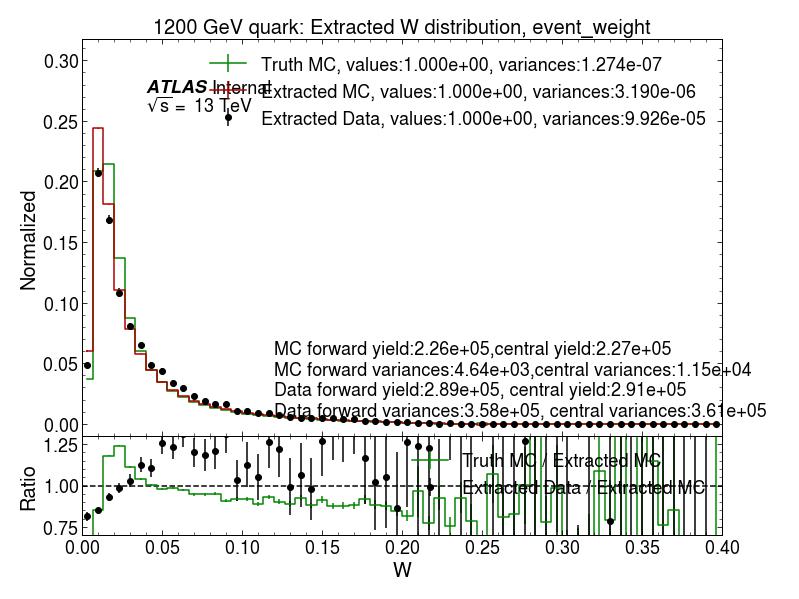 1200 GeV quark: Extracted W distribution, event_weight
Truth MC, values:1.000e+00, variances:1.274e-07
ATLAS Internal
Extracted MC, values:1.000e+00, variances:3.190e-06
√s = 13 TeV
Extracted Data, values:1.000e+00, variances:9.926e-05
0.30
0.25
0.20
0.15
0.10
0.05
0.00
Normalized
MC forward yield:2.26e+05,central yield:2.27e+05
MC forward variances:4.64e+03,central variances:1.15e+04
Data forward yield:2.89e+05, central yield:2.91e+05
Data forward variances:3.58e+05, central variances:3.61e+05
1.25
1.00
0.75
Ratio
Truth MC / Extracted MC
Extracted Data / Extracted MC
0.00 0.05 0.10 0.15 0.20 0.25 0.30 0.35 0.40
W